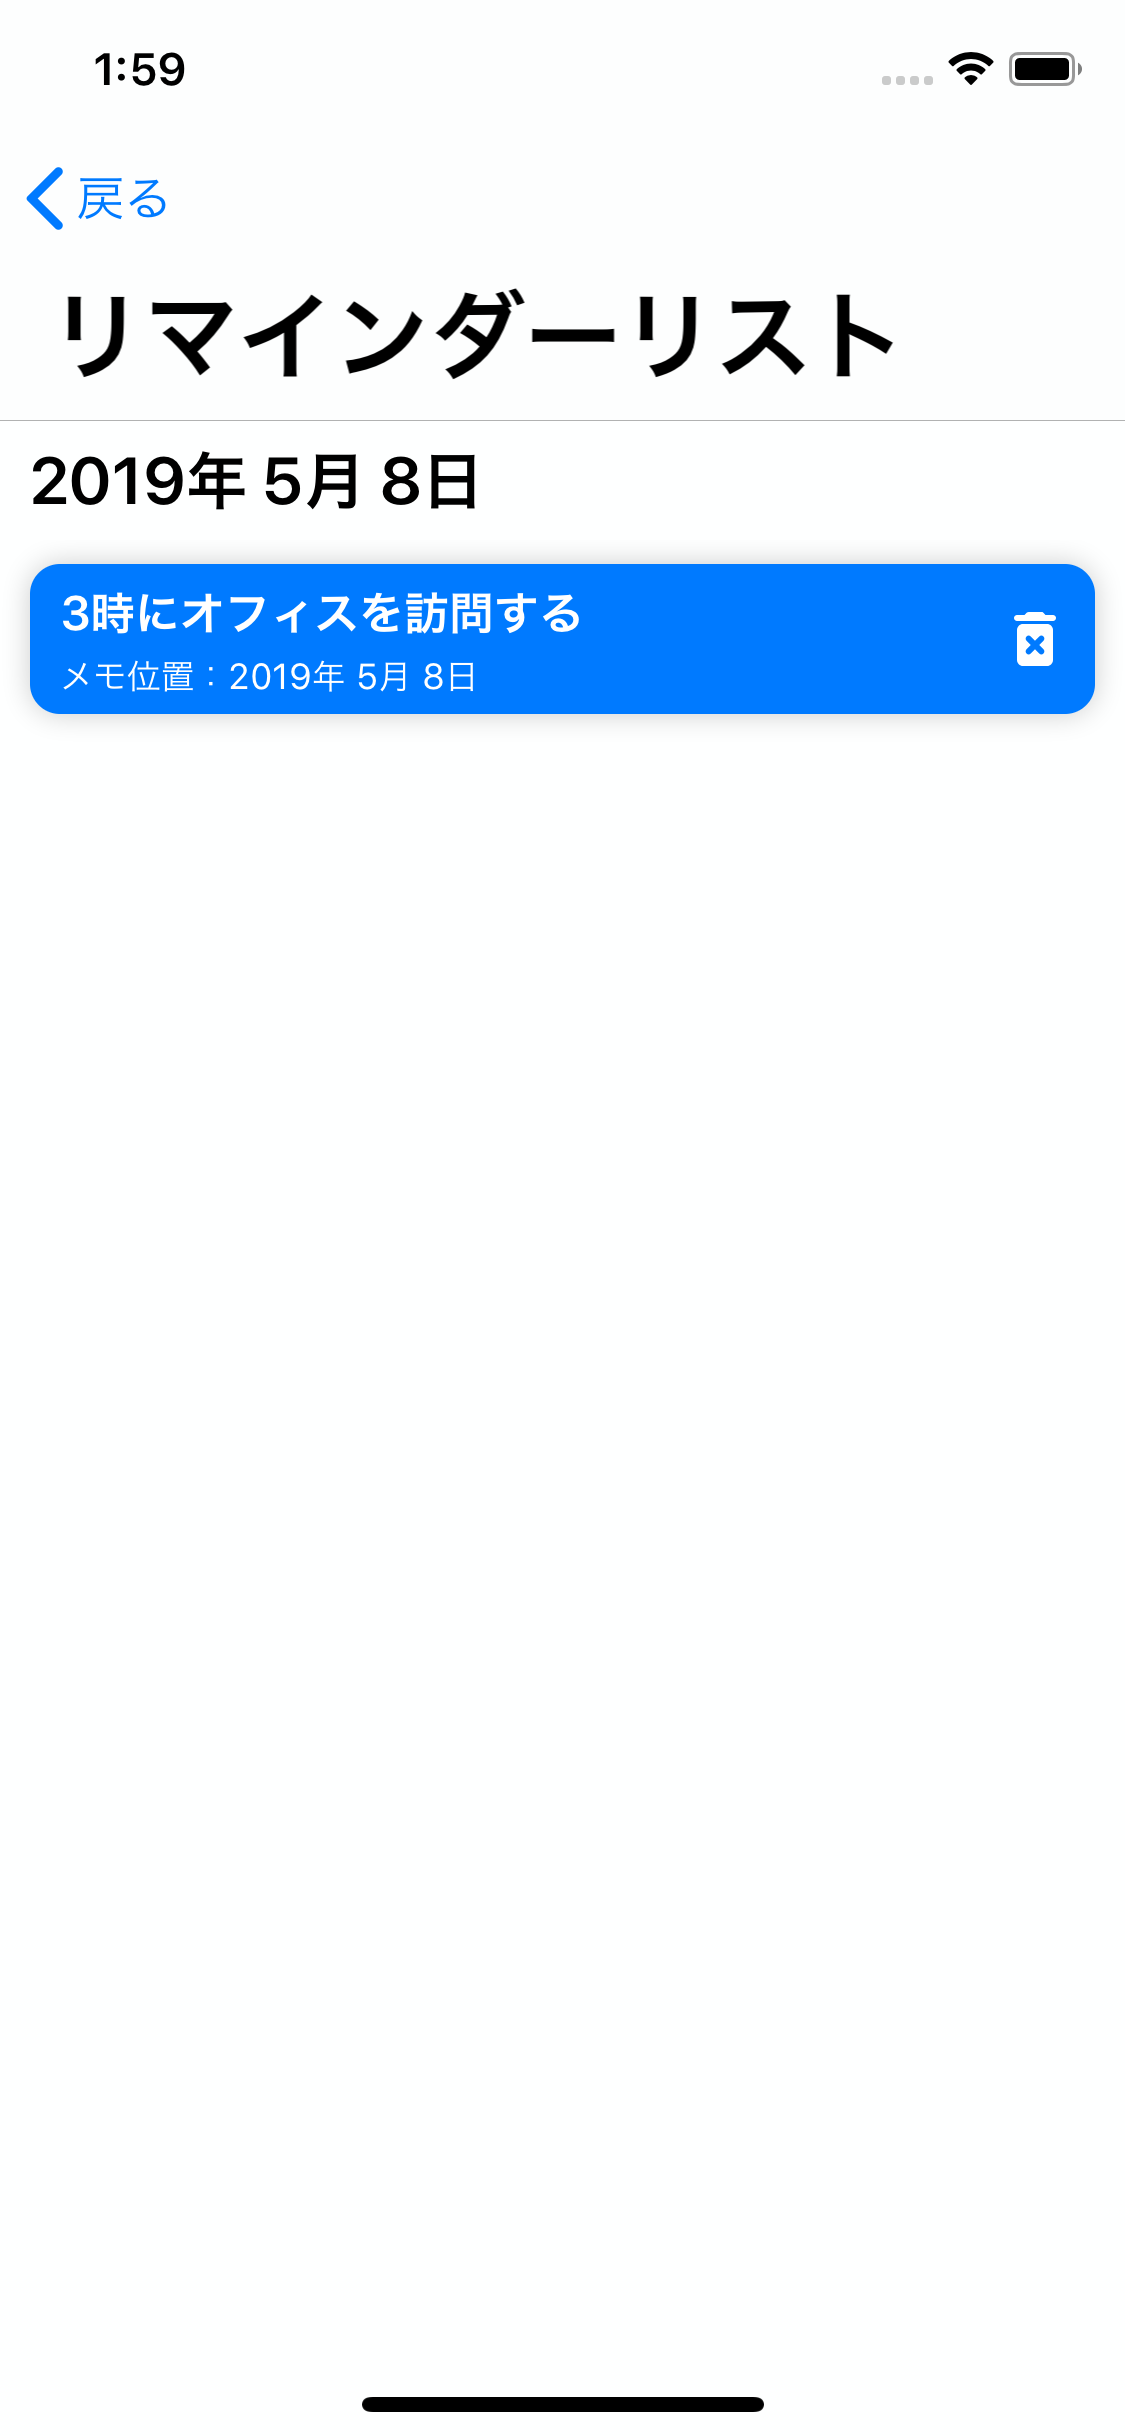 1:59
戻る
リマインダーリスト
2019年 5月 8日
3時にオフィスを訪問する
メモ位置：2019年 5月 8日